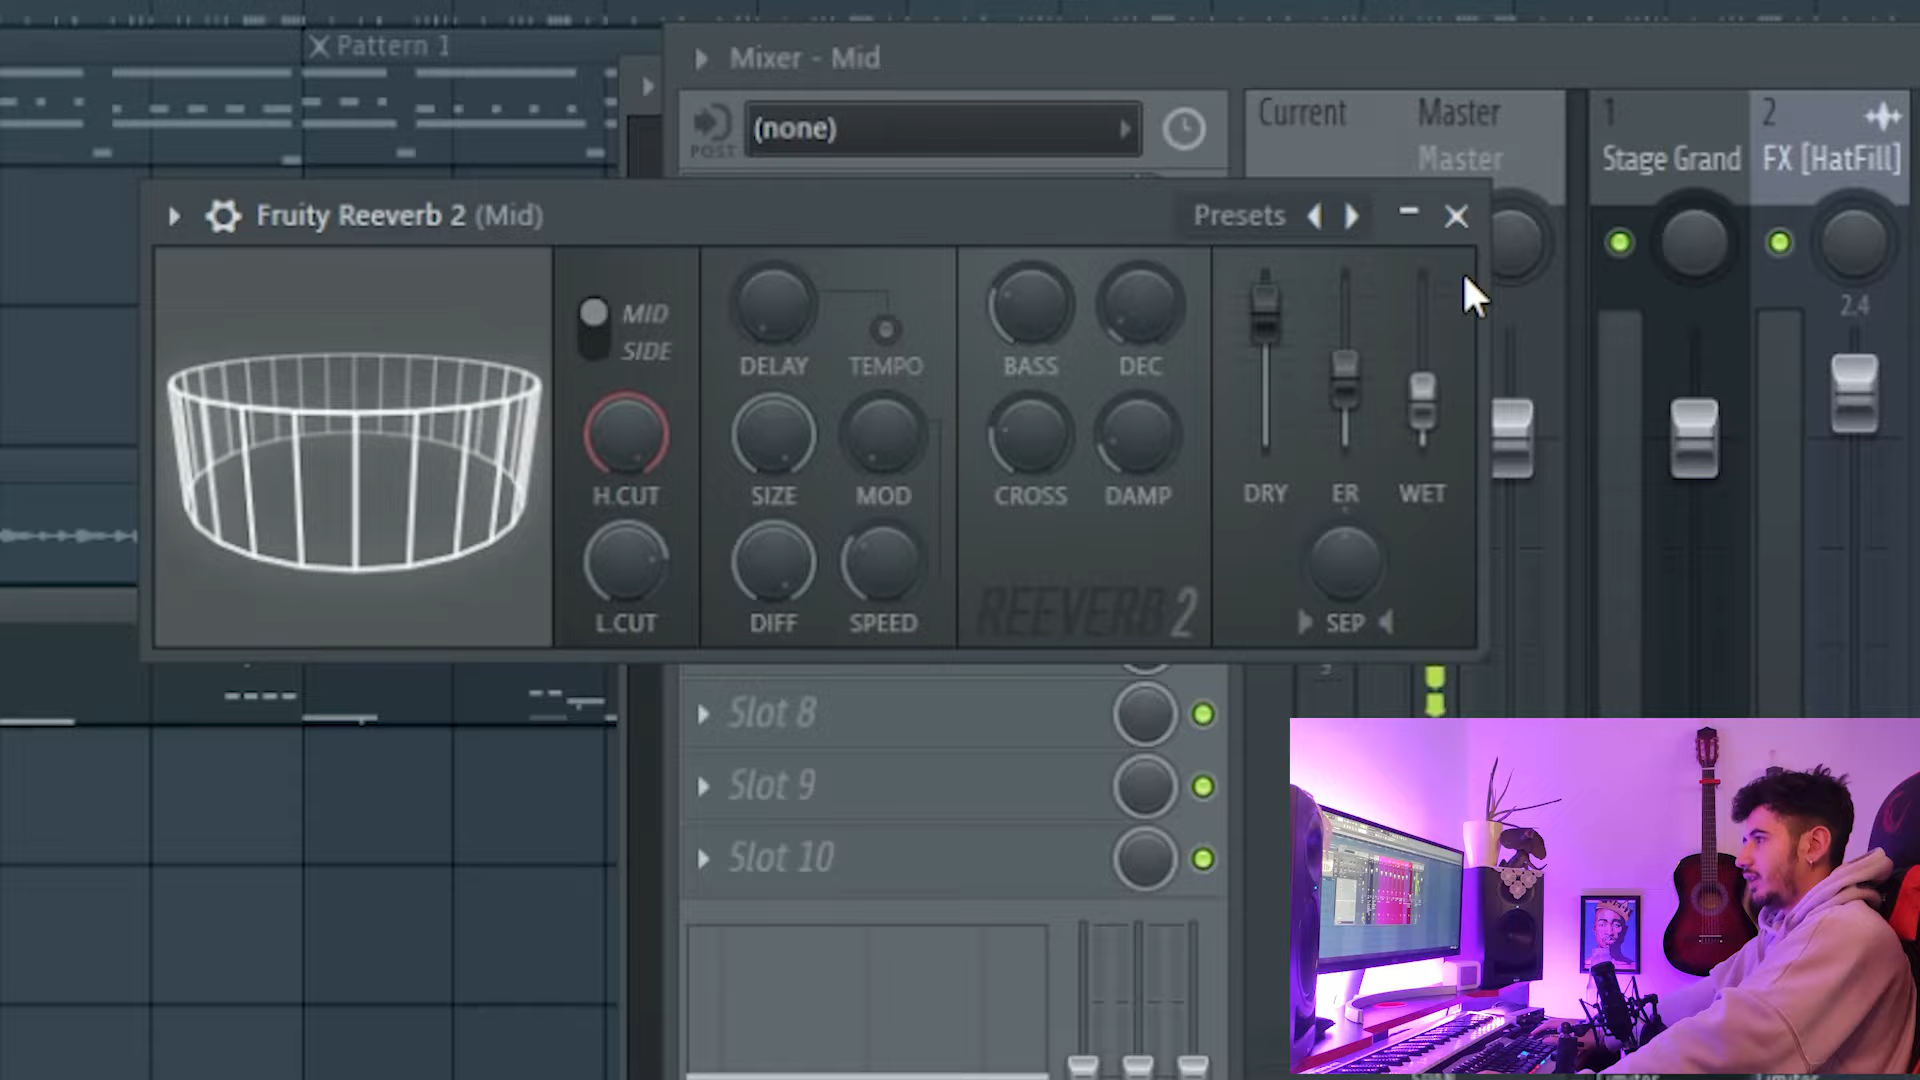 Pattern 1
Mixer - Mid
POST
(none)
Current
Master
Master
1
Stage Grand
2
FX [HatFill]
2.4
Fruity Reeverb 2 (Mid)
Presets
MID
SIDE
H.CUT
L.CUT
DELAY
TEMPO
SIZE
MOD
DIFF
SPEED
BASS
DEC
CROSS
DAMP
REEVERB 2
DRY
ER
WET
SEP
Slot 8
Slot 9
Slot 10